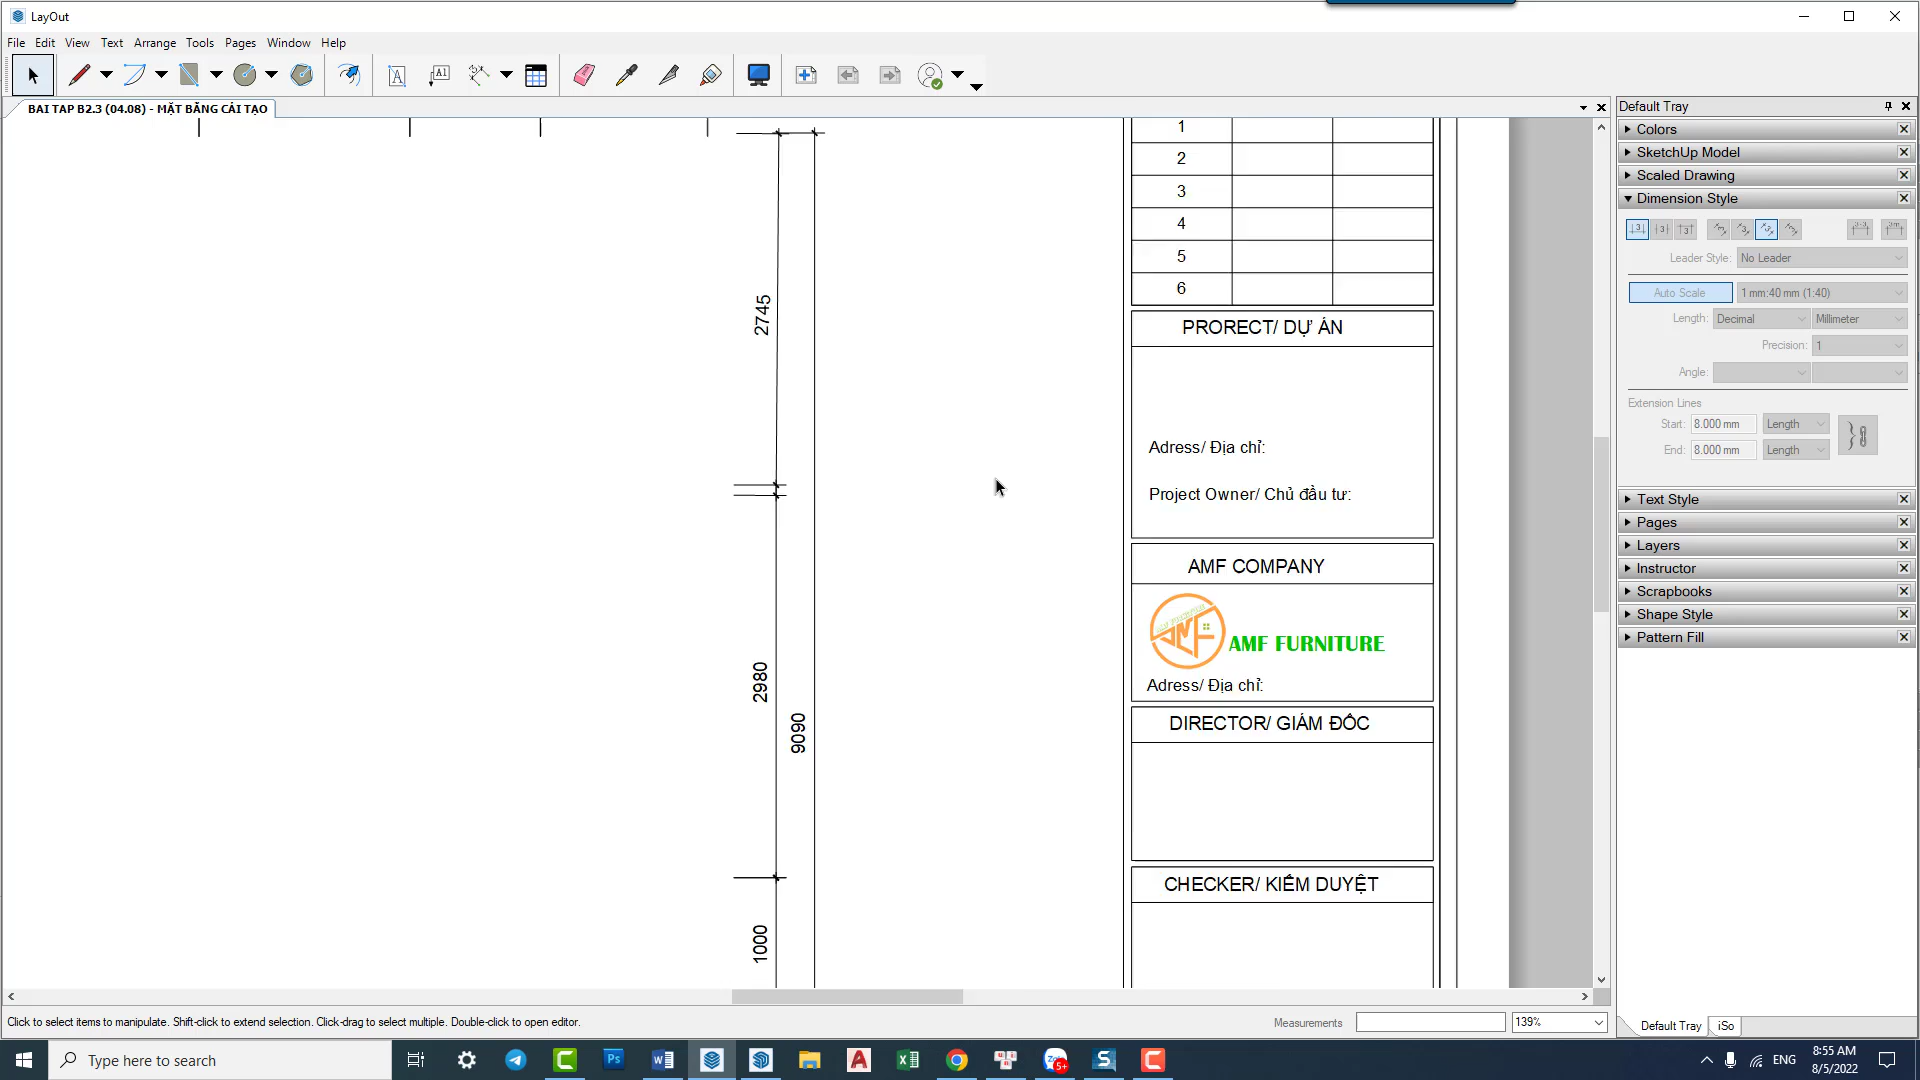 LayOut
File Edit View Text Arrange Tools Pages Window Help
BAI TAP B2.3 (04.08) - MẶT BẰNG CẢI TẠO
2745
2980
9090
1000
1
2
3
4
5
6
PRORECT/ DỰ ÁN
Adress/ Địa chỉ:
Project Owner/ Chủ đầu tư:
AMF COMPANY
AMF FURNITURE
Adress/ Địa chỉ:
DIRECTOR/ GIÁM ĐỐC
CHECKER/ KIỂM DUYỆT
Default Tray
Colors
SketchUp Model
Scaled Drawing
Dimension Style
Leader Style: No Leader
Auto Scale 1 mm:40 mm (1:40)
Length: Decimal Millimeter
Precision: 1
Angle:
Extension Lines
Start: 8.000 mm Length
End: 8.000 mm Length
Text Style
Pages
Layers
Instructor
Scrapbooks
Shape Style
Pattern Fill
Default Tray iSo
Click to select items to manipulate. Shift-click to extend selection. Click-drag to select multiple. Double-click to open editor.
Measurements
139%
Type here to search
ENG
8:55 AM
8/5/2022